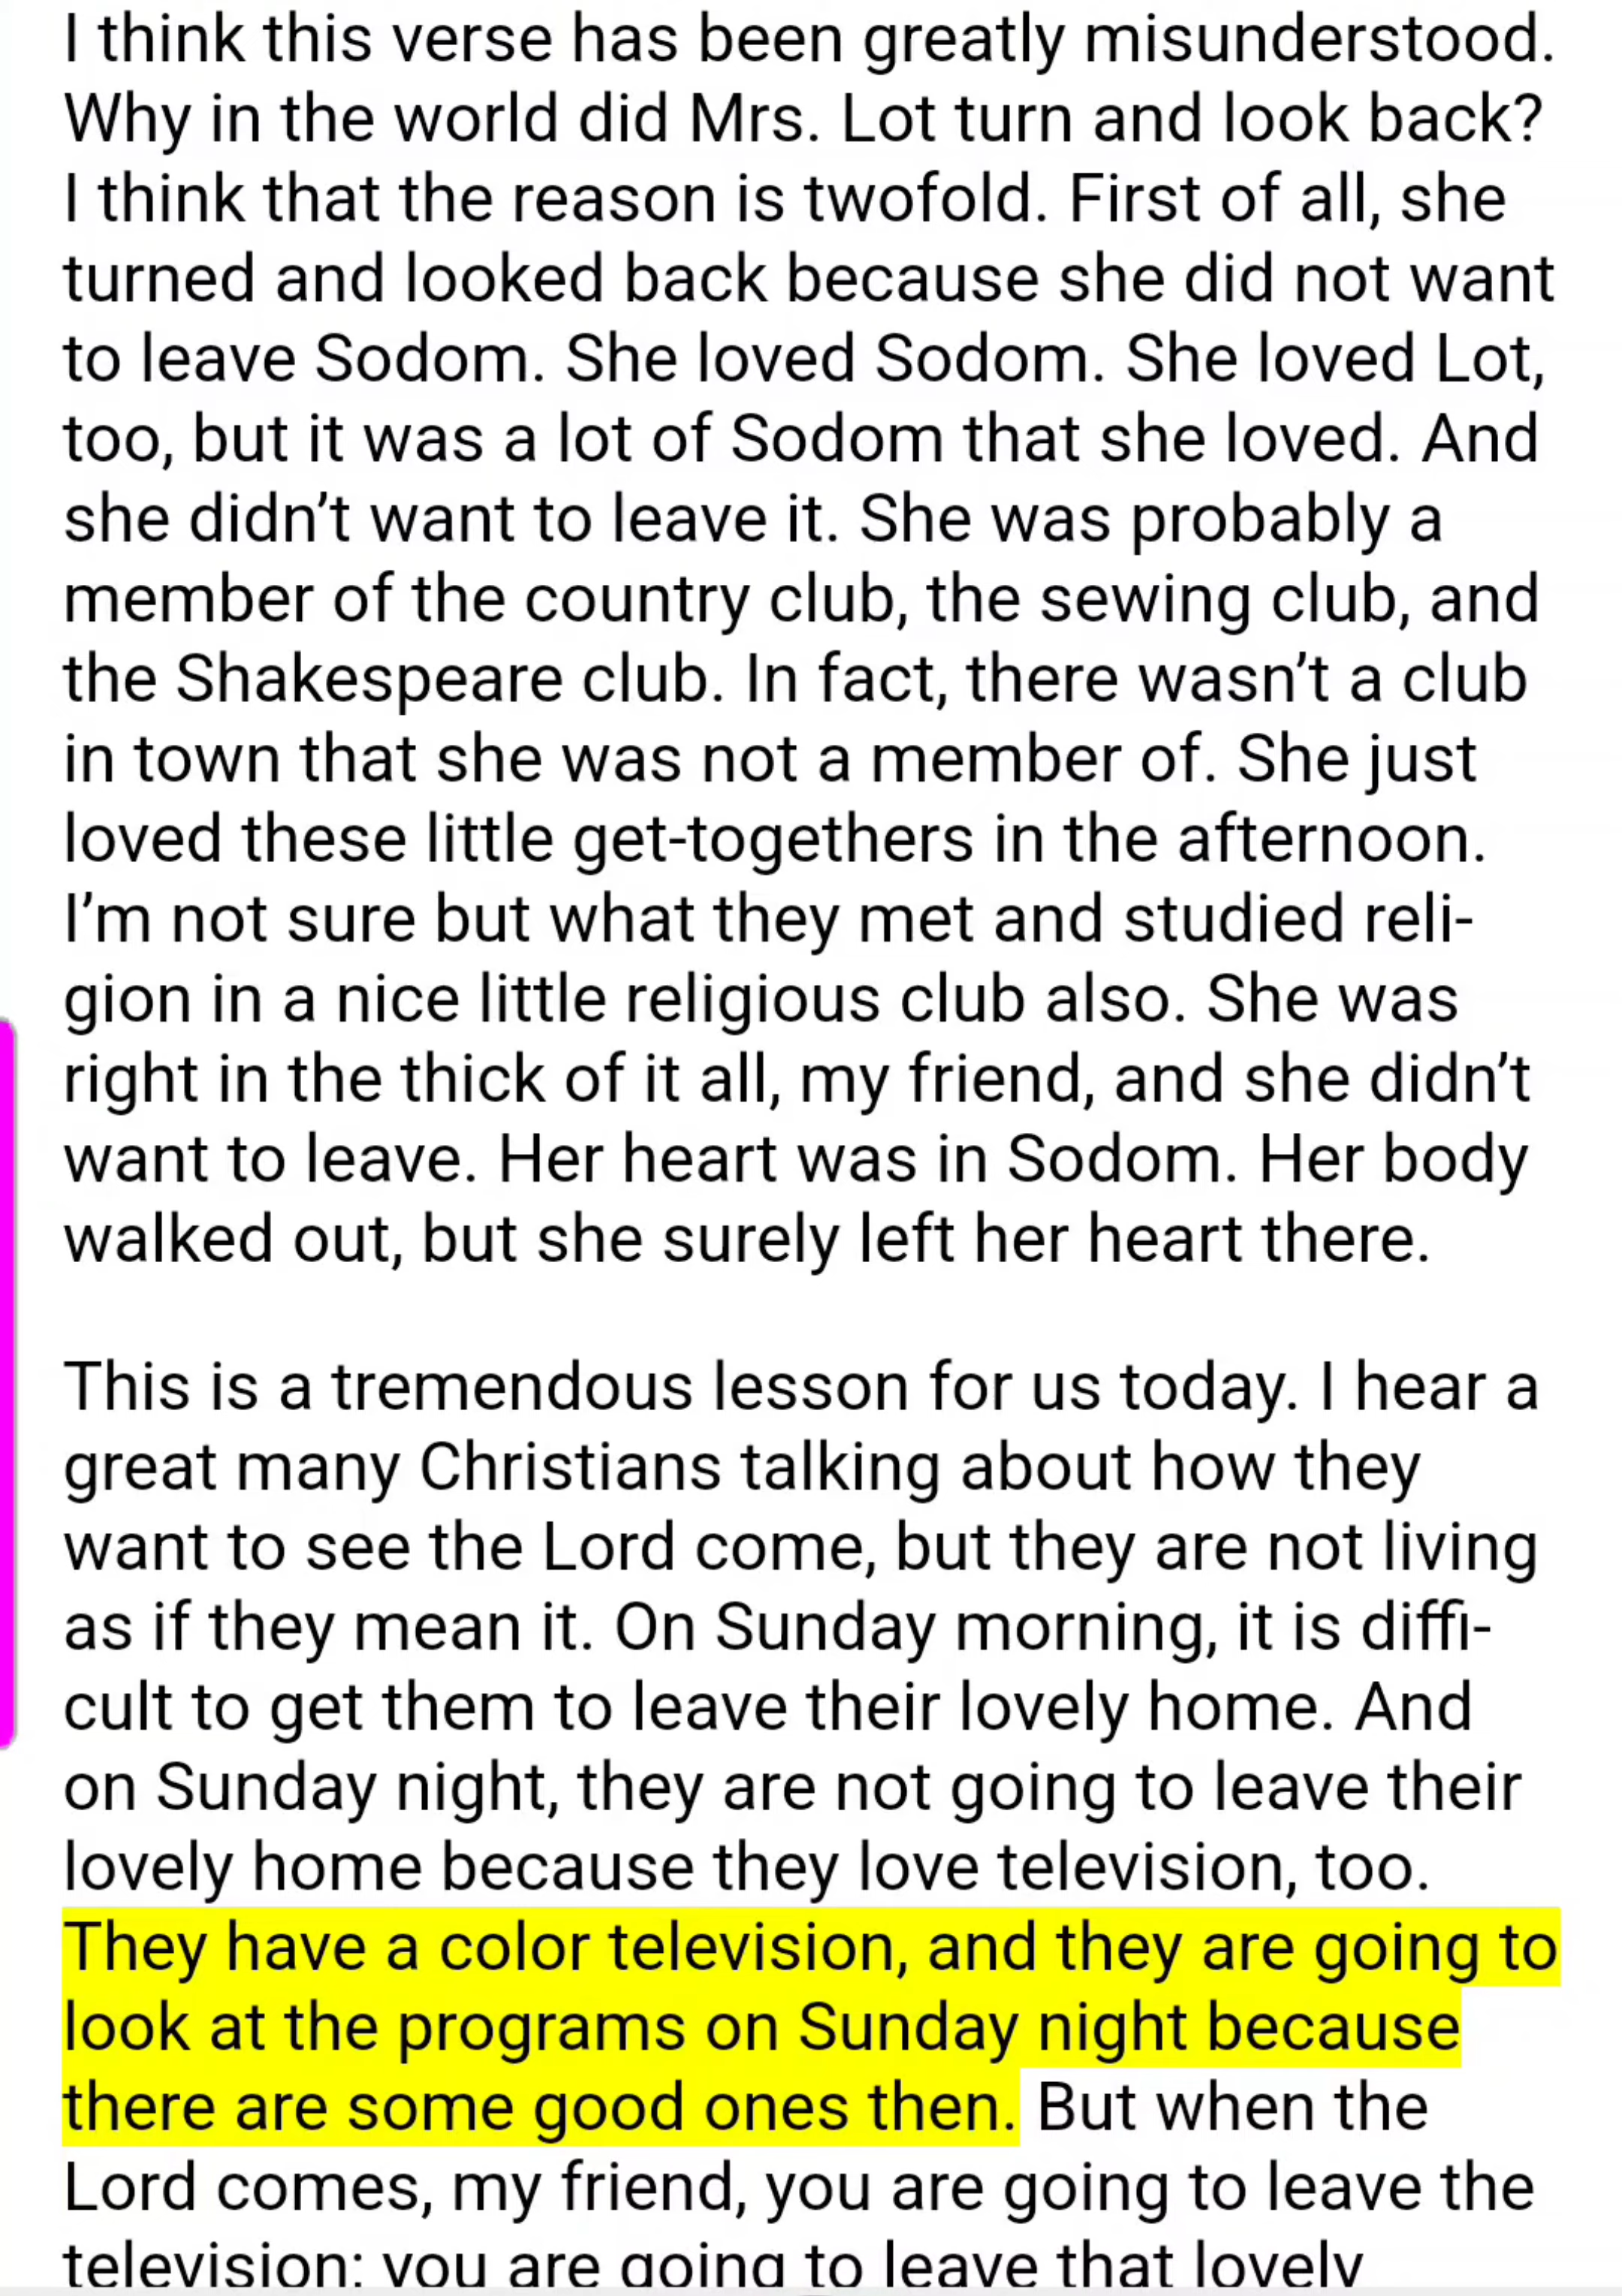 I think this verse has been greatly misunderstood.
Why in the world did Mrs. Lot turn and look back?
I think that the reason is twofold. First of all, she
turned and looked back because she did not want
to leave Sodom. She loved Sodom. She loved Lot,
too, but it was a lot of Sodom that she loved. And
she didn’t want to leave it. She was probably a
member of the country club, the sewing club, and
the Shakespeare club. In fact, there wasn’t a club
in town that she was not a member of. She just
loved these little get-togethers in the afternoon.
I’m not sure but what they met and studied reli-
gion in a nice little religious club also. She was
right in the thick of it all, my friend, and she didn’t
want to leave. Her heart was in Sodom. Her body
walked out, but she surely left her heart there.
This is a tremendous lesson for us today. I hear a
great many Christians talking about how they
want to see the Lord come, but they are not living
as if they mean it. On Sunday morning, it is diffi-
cult to get them to leave their lovely home. And
on Sunday night, they are not going to leave their
lovely home because they love television, too.
They have a color television, and they are going to
look at the programs on Sunday night because
there are some good ones then. But when the
Lord comes, my friend, you are going to leave the
television; you are going to leave that lovely